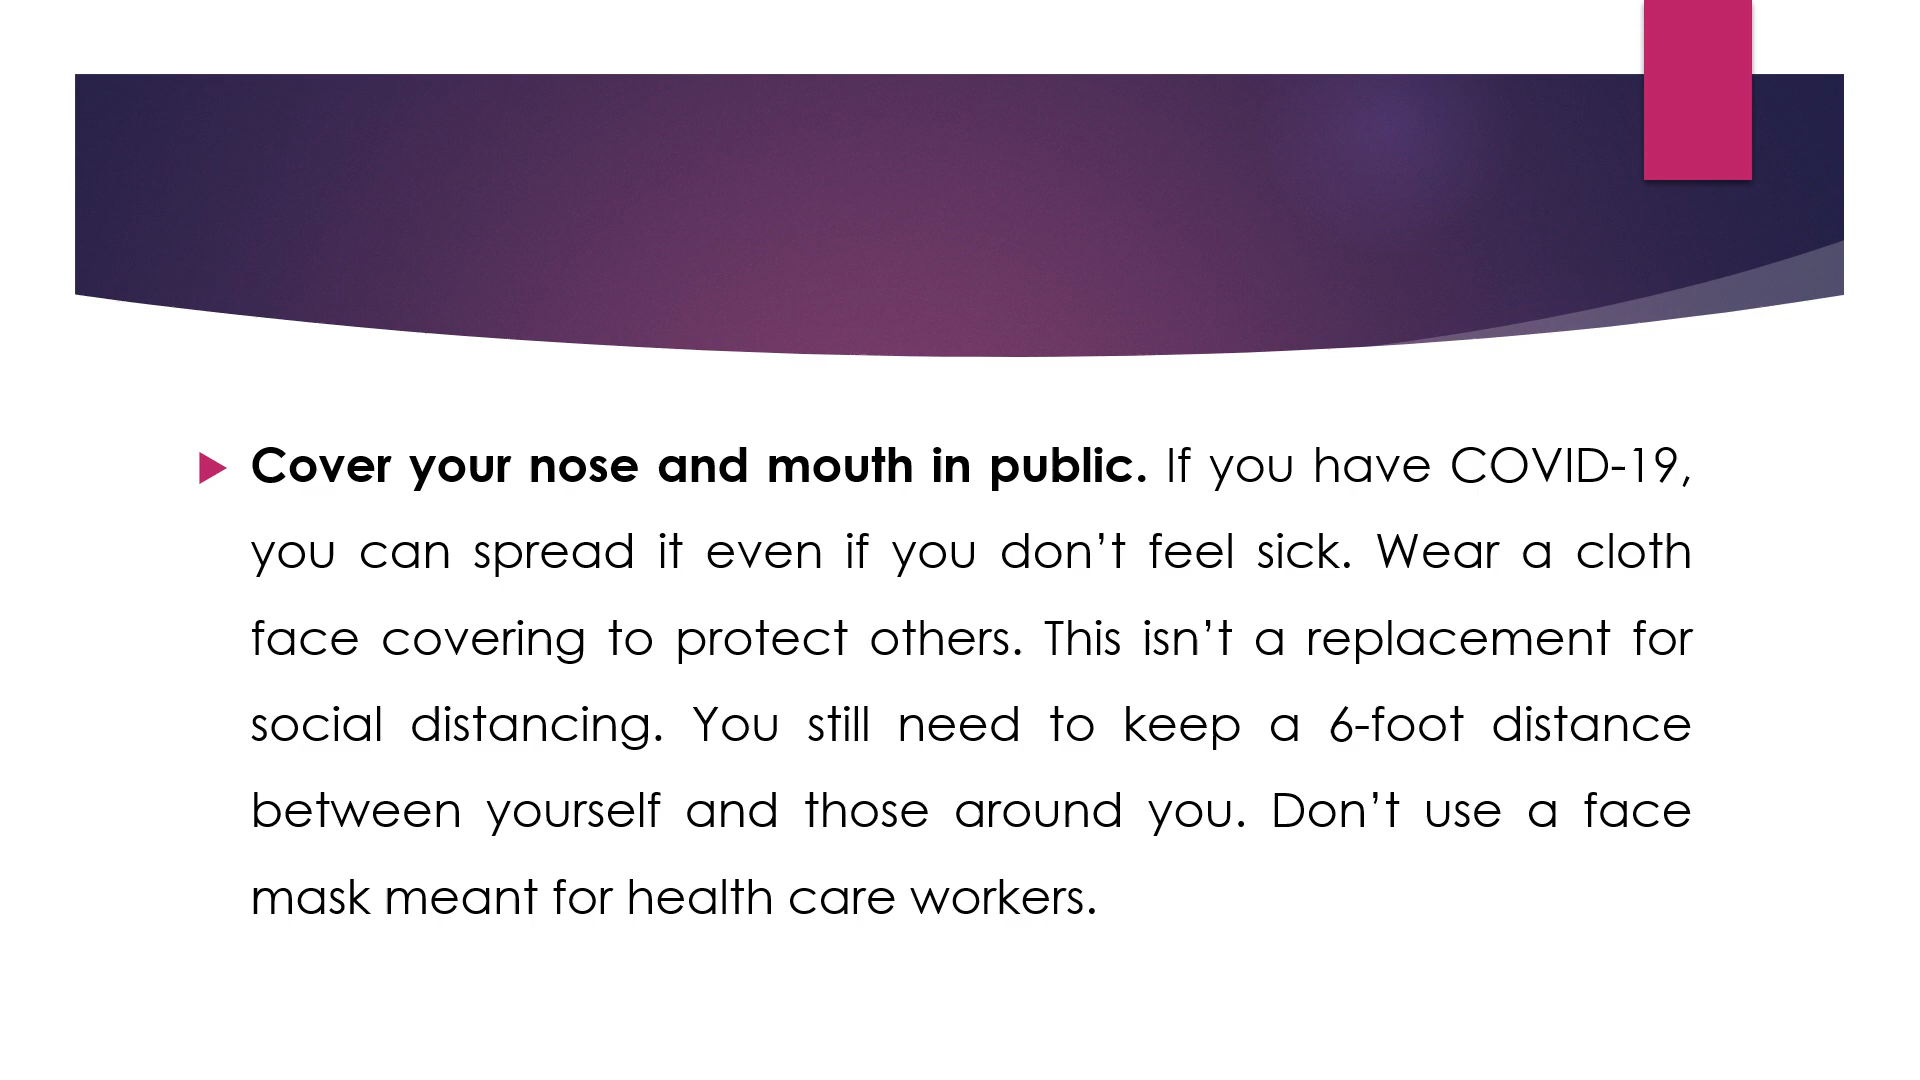 Cover your nose and mouth in public. If you have COVID-19,
you can spread it even if you don’t feel sick. Wear a cloth
face covering to protect others. This isn’t a replacement for
social distancing. You still need to keep a 6-foot distance
between yourself and those around you. Don’t use a face
mask meant for health care workers.